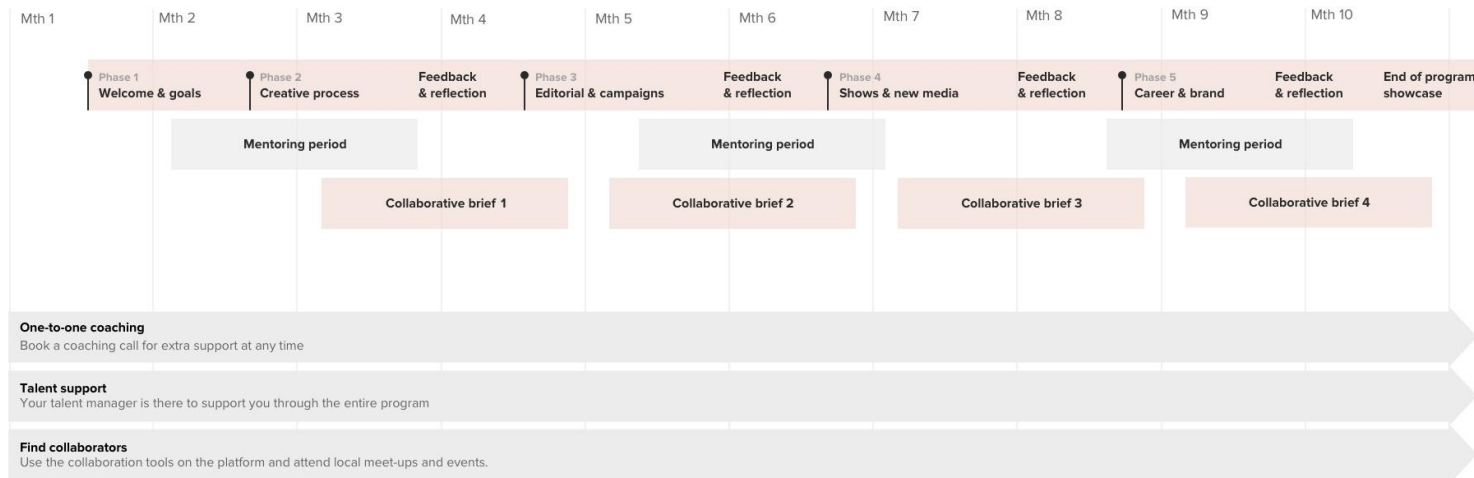 Mth 1
Mth 2
Mth 3
Mth 4
Mth 5
Mth 6
Mth 7
Mth 8
Mth 9
Mth 10
Phase 1
Welcome & goals
Phase 2
Creative process
Feedback
& reflection
Phase 3
Editorial & campaigns
Feedback
& reflection
Phase 4
Shows & new media
Feedback
& reflection
Phase 5
Career & brand
Feedback
& reflection
End of program
showcase
Mentoring period
Mentoring period
Mentoring period
Collaborative brief 1
Collaborative brief 2
Collaborative brief 3
Collaborative brief 4
One-to-one coaching
Book a coaching call for extra support at any time
Talent support
Your talent manager is there to support you through the entire program
Find collaborators
Use the collaboration tools on the platform and attend local meet-ups and events.